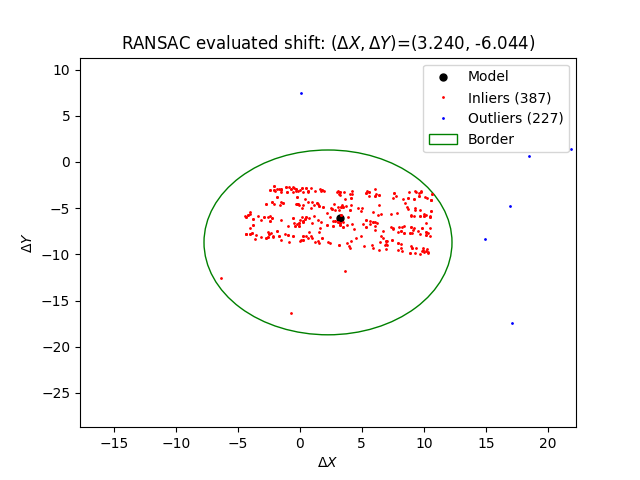 RANSAC evaluated shift: (ΔX, ΔY)=(3.240, -6.044)
Model
Inliers (387)
Outliers (227)
Border
10
5
0
−5
−10
−15
−20
−25
ΔY
−15 −10 −5 0 5 10 15 20
ΔX